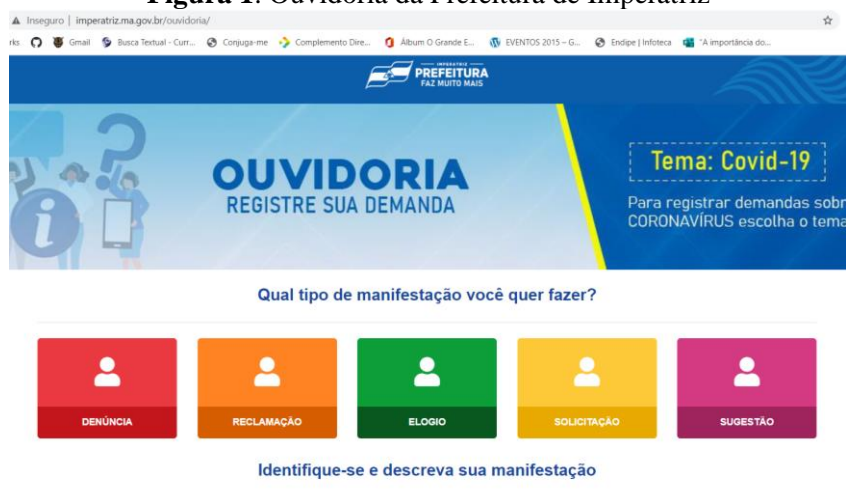 Figura 1. Ouvidoria da Prefeitura de Imperatriz
Inseguro | imperatriz.ma.gov.br/ouvidoria/
Gmail Busca Textual - Curr... Conjuga-me Complemento Dire... Álbum O Grande E... EVENTOS 2015 – G... Endipe | Infoteca "A importância do...
IMPERATRIZ
PREFEITURA
FAZ MUITO MAIS
OUVIDORIA
REGISTRE SUA DEMANDA
Tema: Covid-19
Para registrar demandas sobr
CORONAVÍRUS escolha o tema
Qual tipo de manifestação você quer fazer?
DENÚNCIA RECLAMAÇÃO ELOGIO SOLICITAÇÃO SUGESTÃO
Identifique-se e descreva sua manifestação